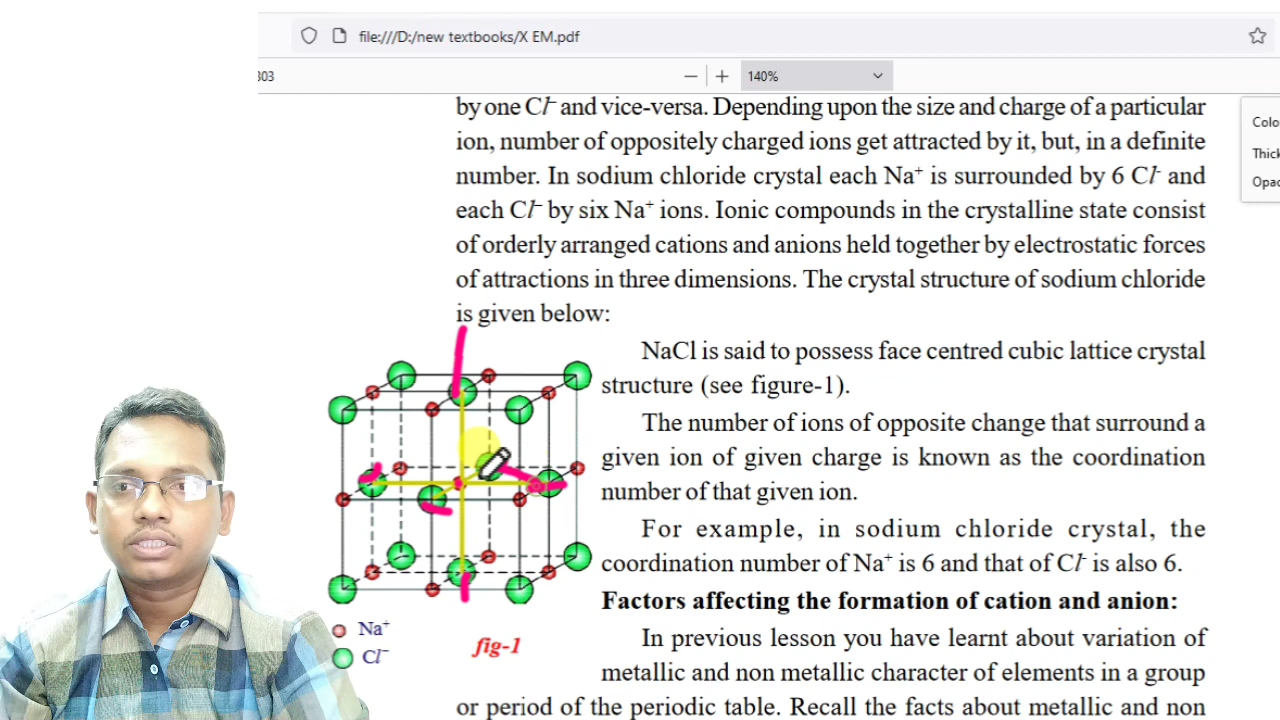 file:///D:/new textbooks/X EM.pdf
303
140%
Colo
Thick
Opac
by one Cl⁻ and vice-versa. Depending upon the size and charge of a particular
ion, number of oppositely charged ions get attracted by it, but, in a definite
number. In sodium chloride crystal each Na⁺ is surrounded by 6 Cl⁻ and
each Cl⁻ by six Na⁺ ions. Ionic compounds in the crystalline state consist
of orderly arranged cations and anions held together by electrostatic forces
of attractions in three dimensions. The crystal structure of sodium chloride
is given below:
NaCl is said to possess face centred cubic lattice crystal
structure (see figure-1).
The number of ions of opposite change that surround a
given ion of given charge is known as the coordination
number of that given ion.
For example, in sodium chloride crystal, the
coordination number of Na⁺ is 6 and that of Cl⁻ is also 6.
Na⁺
Cl⁻
fig-1
Factors affecting the formation of cation and anion:
In previous lesson you have learnt about variation of
metallic and non metallic character of elements in a group
or period of the periodic table. Recall the facts about metallic and non